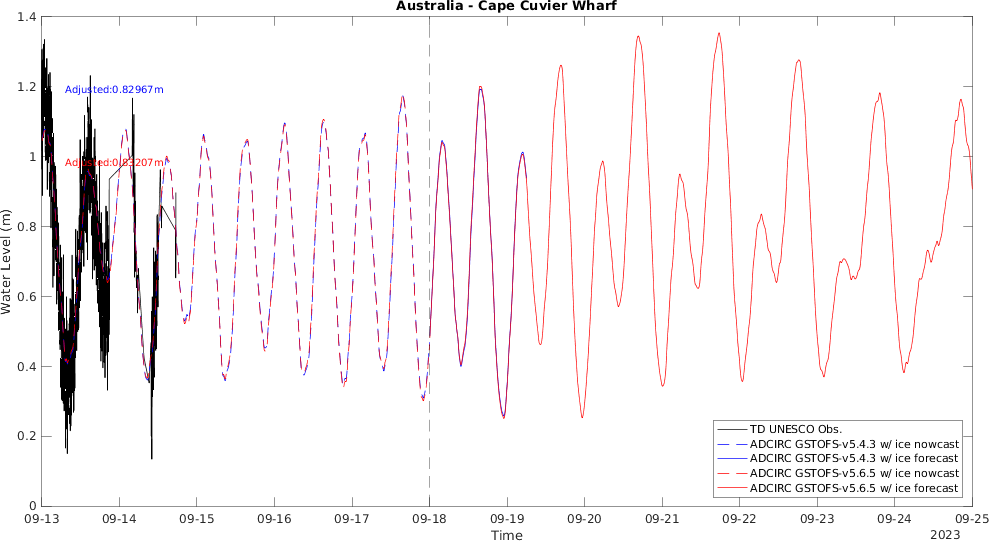 Australia - Cape Cuvier Wharf
Water Level (m)
1.4
1.2
1
0.8
0.6
0.4
0.2
0
Adjusted:0.82967m
Adjusted:0.83207m
TD UNESCO Obs.
ADCIRC GSTOFS-v5.4.3 w/ ice nowcast
ADCIRC GSTOFS-v5.4.3 w/ ice forecast
ADCIRC GSTOFS-v5.6.5 w/ ice nowcast
ADCIRC GSTOFS-v5.6.5 w/ ice forecast
09-13 09-14 09-15 09-16 09-17 09-18 09-19 09-20 09-21 09-22 09-23 09-24 09-25
Time
2023